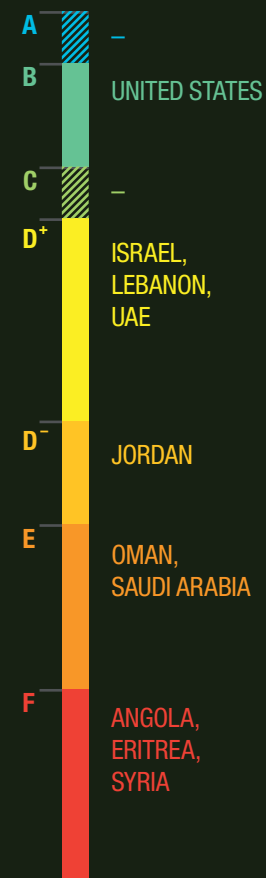 A –
B UNITED STATES
C –
D+ ISRAEL,
LEBANON,
UAE
D– JORDAN
E OMAN,
SAUDI ARABIA
F ANGOLA,
ERITREA,
SYRIA